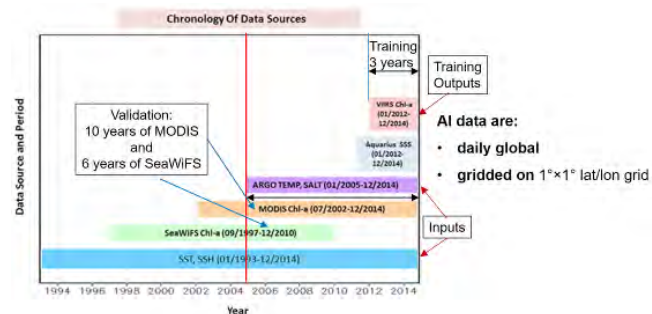 Chronology Of Data Sources
Training
3 years
Training
Outputs
VIIRS Chl-a
(01/2012-
12/2014)
Validation:
10 years of MODIS
and
6 years of SeaWiFS
AI data are:
• daily global
• gridded on 1°×1° lat/lon grid
Aquarius SSS
(01/2012-
12/2014)
ARGO TEMP, SALT (01/2005-12/2014)
MODIS Chl-a (07/2002-12/2014)
Inputs
SeaWiFS Chl-a (09/1997-12/2010)
SST, SSH (01/1993-12/2014)
Data Source and Period
1994 1996 1998 2000 2002 2004 2006 2008 2010 2012 2014
Year